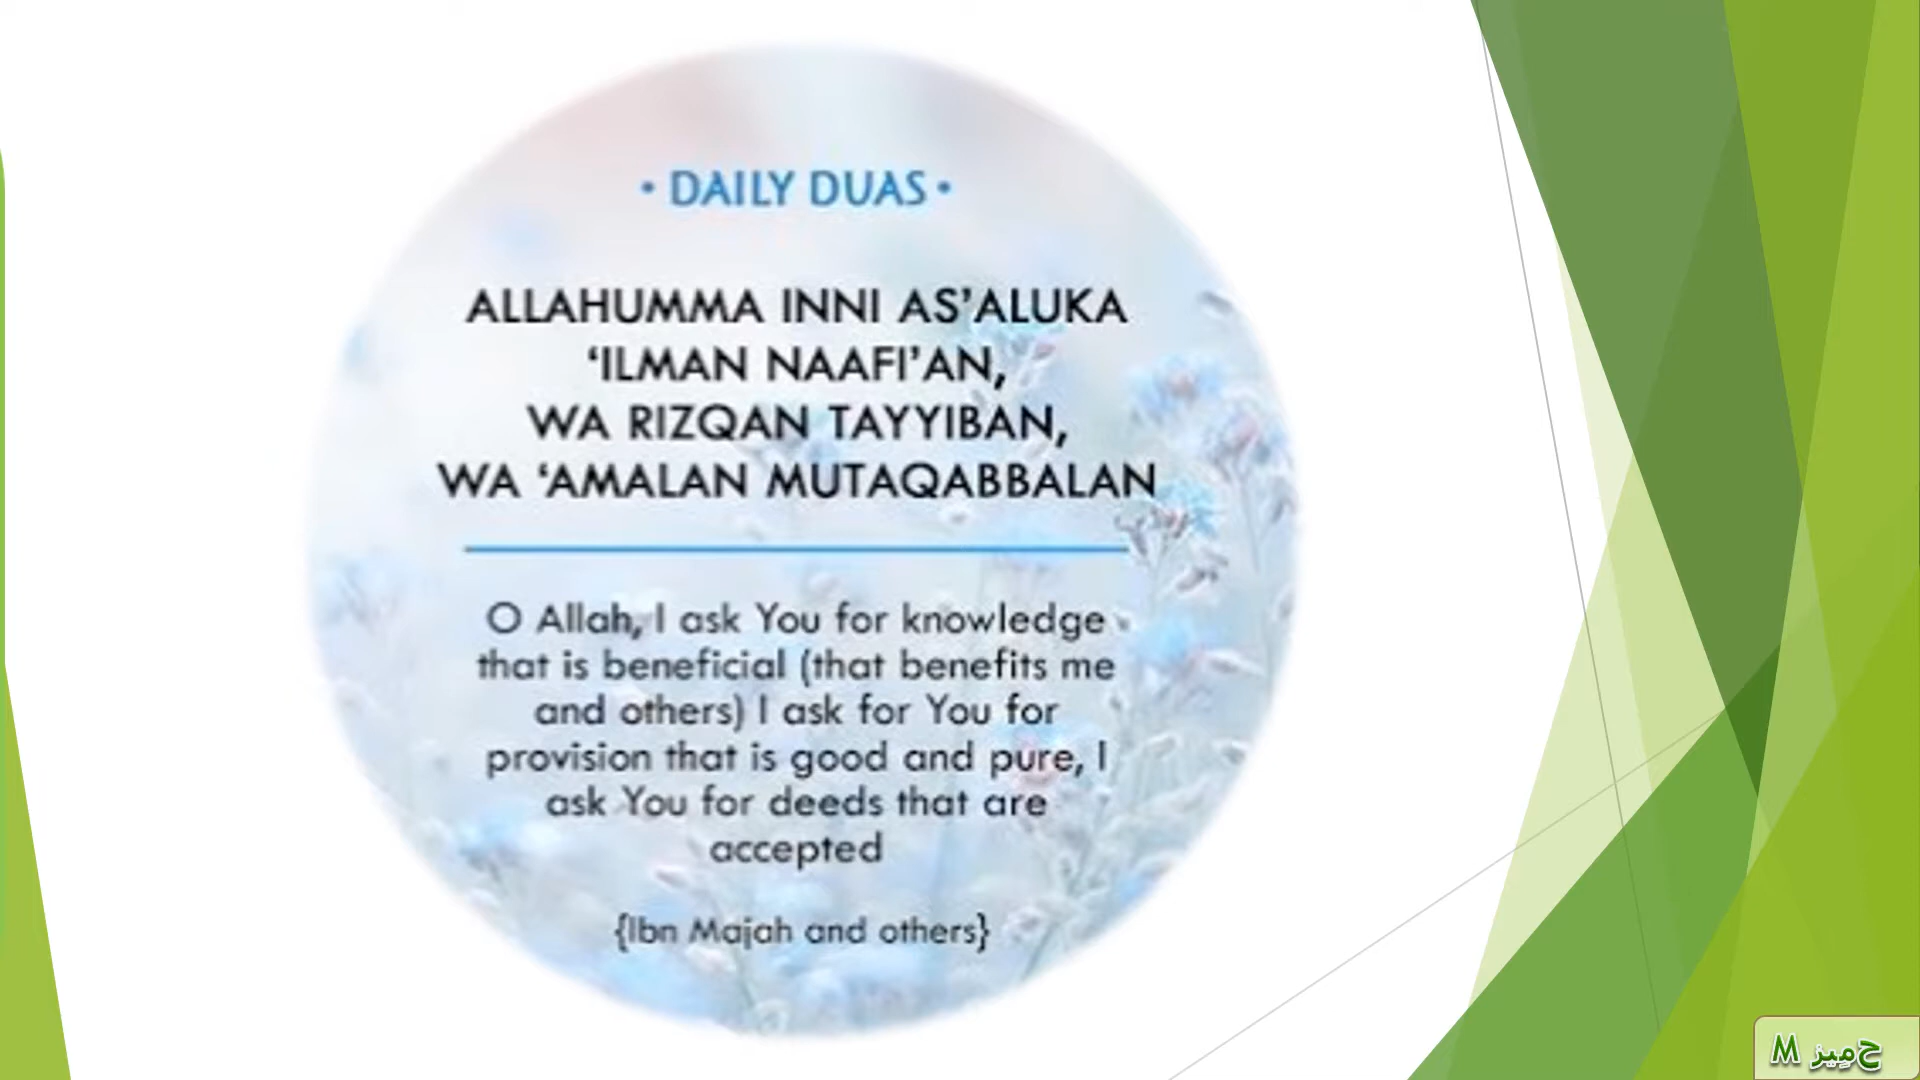 • DAILY DUAS •
ALLAHUMMA INNI AS’ALUKA
‘ILMAN NAAFI’AN,
WA RIZQAN TAYYIBAN,
WA ‘AMALAN MUTAQABBALAN
O Allah, I ask You for knowledge
that is beneficial (that benefits me
and others) I ask for You for
provision that is good and pure, I
ask You for deeds that are
accepted
{Ibn Majah and others}
حمِيز M